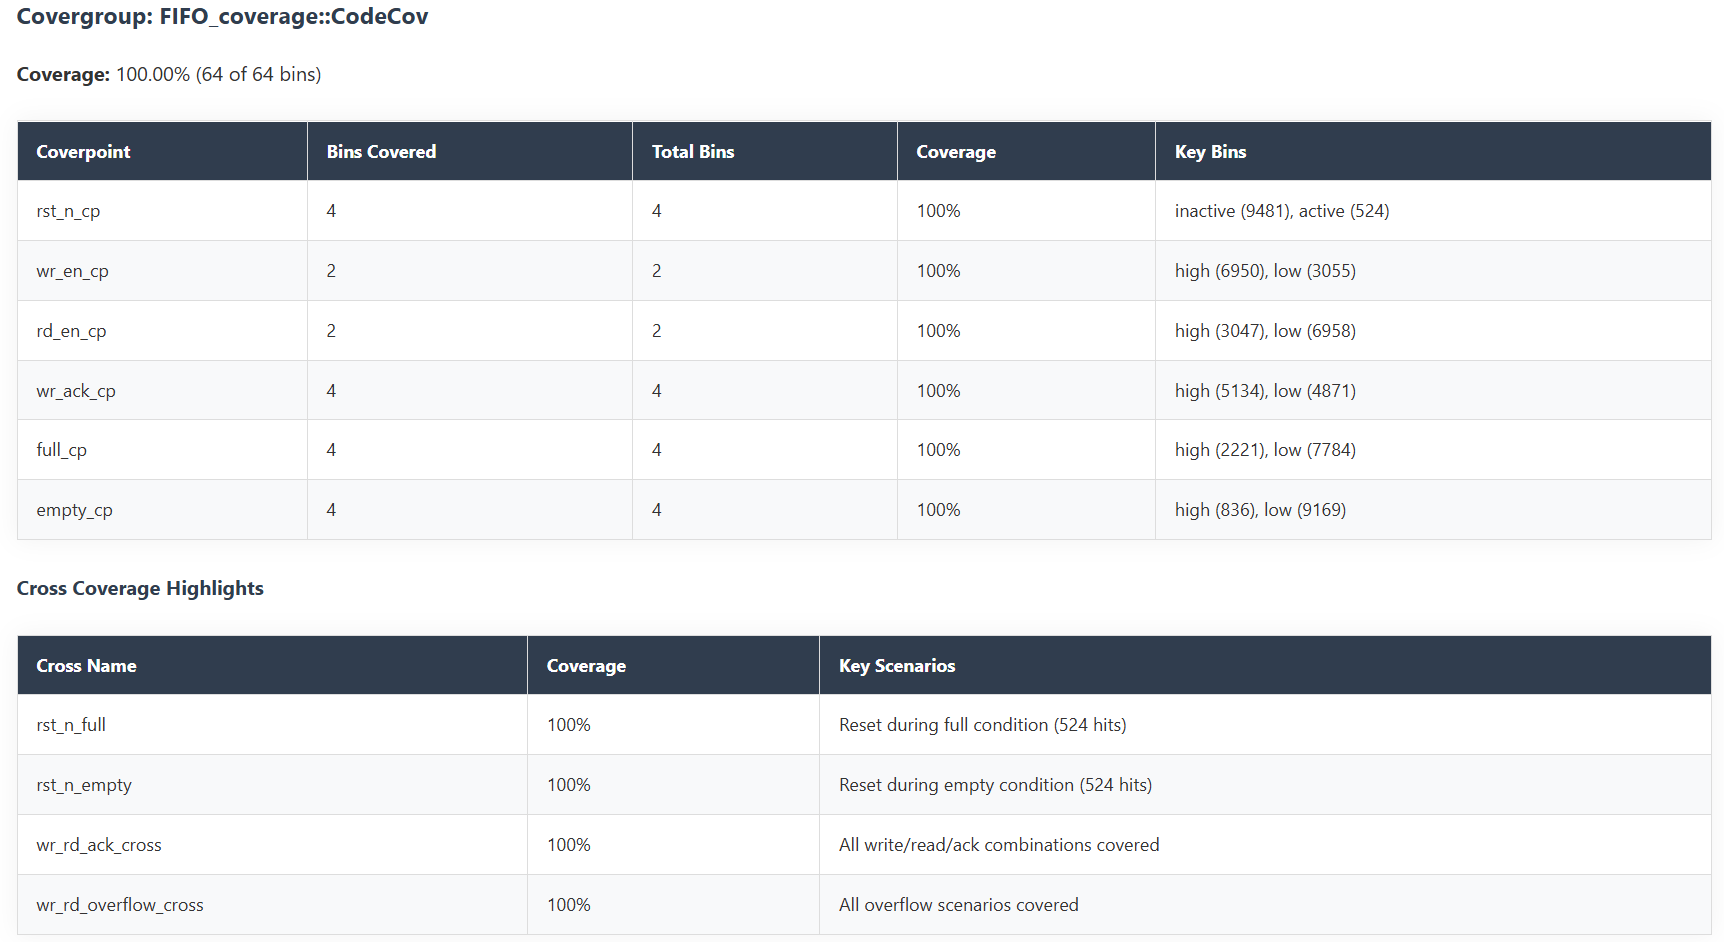 Covergroup: FIFO_coverage::CodeCov
Coverage: 100.00% (64 of 64 bins)
Coverpoint Bins Covered Total Bins Coverage Key Bins
rst_n_cp 4 4 100% inactive (9481), active (524)
wr_en_cp 2 2 100% high (6950), low (3055)
rd_en_cp 2 2 100% high (3047), low (6958)
wr_ack_cp 4 4 100% high (5134), low (4871)
full_cp 4 4 100% high (2221), low (7784)
empty_cp 4 4 100% high (836), low (9169)
Cross Coverage Highlights
Cross Name Coverage Key Scenarios
rst_n_full 100% Reset during full condition (524 hits)
rst_n_empty 100% Reset during empty condition (524 hits)
wr_rd_ack_cross 100% All write/read/ack combinations covered
wr_rd_overflow_cross 100% All overflow scenarios covered